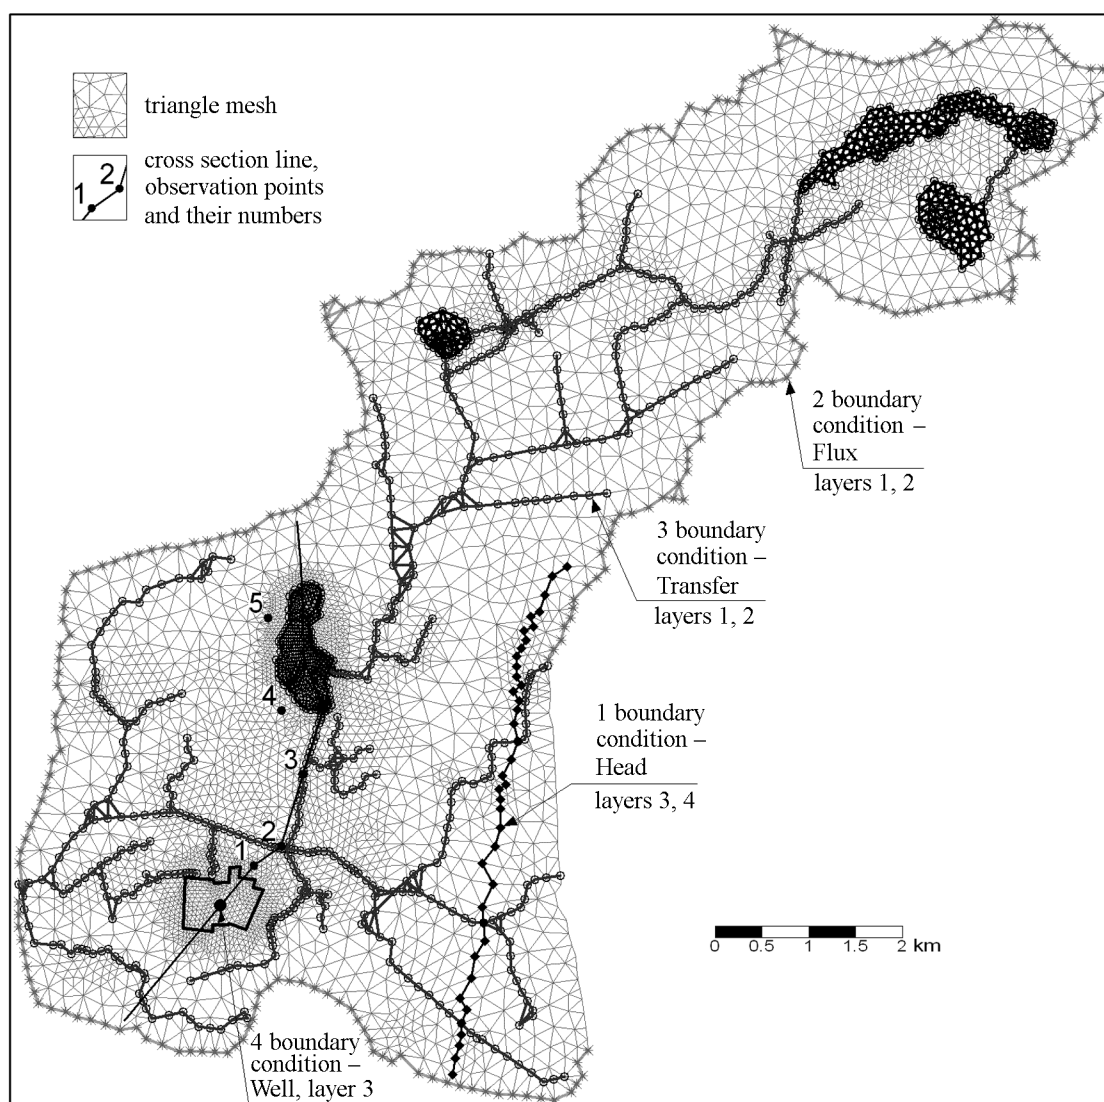 triangle mesh
2
1
cross section line,
observation points
and their numbers
2 boundary
condition –
Flux
layers 1, 2
3 boundary
condition –
Transfer
layers 1, 2
5
4
1 boundary
condition –
Head
layers 3, 4
3
2
1
0 0.5 1 1.5 2 km
4 boundary
condition –
Well, layer 3